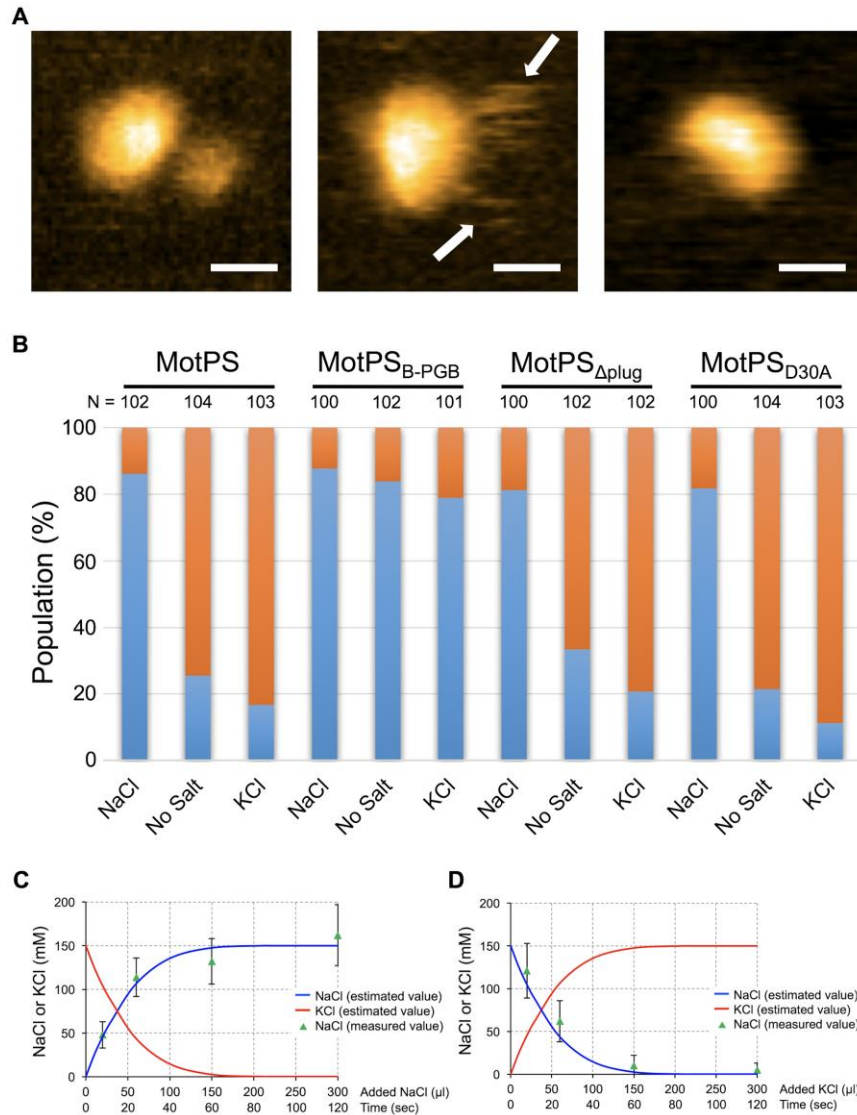 A
B
MotPS MotPS_B-PGB MotPS_Δplug MotPS_D30A
N = 102 104 103 100 102 101 100 102 102 100 104 103
100
80
60
40
20
0
Population (%)
NaCl No Salt KCl NaCl No Salt KCl NaCl No Salt KCl NaCl No Salt KCl
C
NaCl or KCl (mM)
200
150
100
50
0
NaCl (estimated value)
KCl (estimated value)
NaCl (measured value)
0 50 100 150 200 250 300 Added NaCl (µl)
0 20 40 60 80 100 120 Time (sec)
D
NaCl or KCl (mM)
200
150
100
50
0
NaCl (estimated value)
KCl (estimated value)
NaCl (measured value)
0 50 100 150 200 250 300 Added KCl (µl)
0 20 40 60 80 100 120 Time (sec)